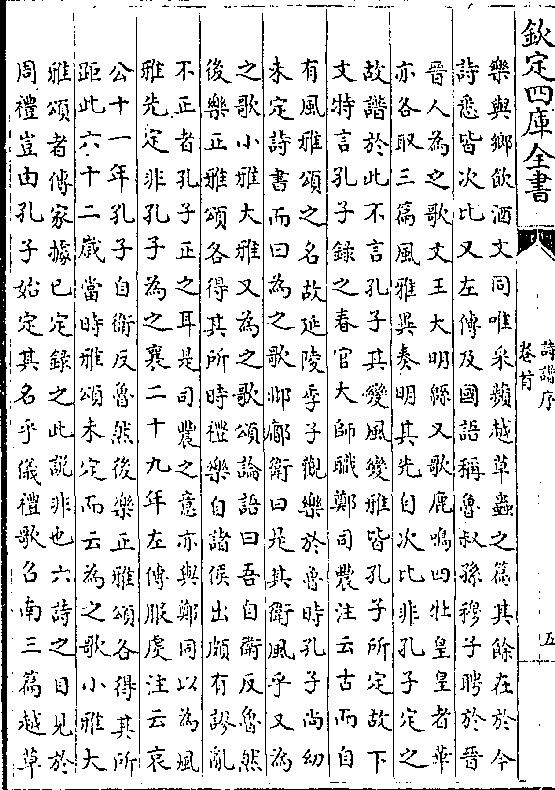 欽定四庫全書
詩譜序
卷首
五
樂與鄉飲酒文同唯采蘋越草蟲之篇其餘在於今
詩悉皆次比又左傳及國語稱魯叔孫穆子聘於晉
晉人為之歌文王大明緜又歌鹿鳴四牡皇皇者華
亦各取三篇風雅異奏明其先自次比非孔子定之
故譜於此不言孔子其變風變雅皆孔子所定故下
文特言孔子録之春官大師職鄭司農注云古而自
有風雅頌之名故延陵季子觀樂於魯時孔子尚幼
未定詩書而曰為之歌邶鄘衛曰是其衛風乎又為
之歌小雅大雅又為之歌頌論語曰吾自衛反魯然
後樂正雅頌各得其所時禮樂自諸侯出頗有謬亂
不正者孔子正之耳是司農之意亦與鄭同以為風
雅先定非孔子為之襄二十九年左傳服虔注云哀
公十一年孔子自衛反魯然後樂正雅頌各得其所
距此六十二歳當時雅頌未定而云為之歌小雅大
雅頌者傳家據已定録之此說非也六詩之目見於
周禮豈由孔子始定其名乎儀禮歌召南三篇越草